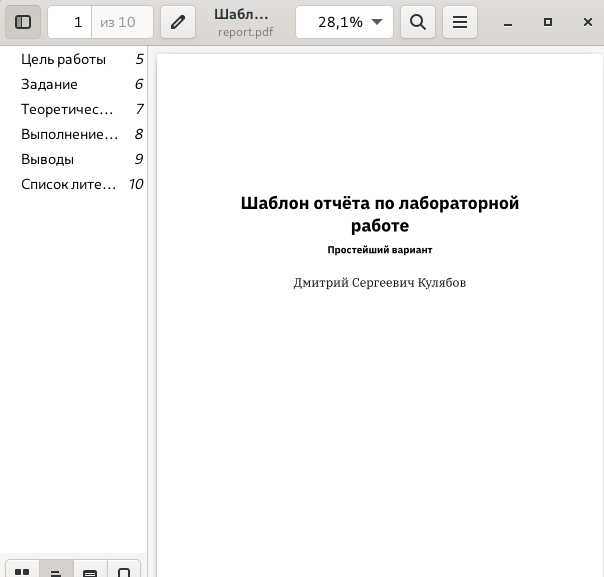 1 из 10
Шабл...
report.pdf
28,1%
Цель работы 5
Задание 6
Теоретичес... 7
Выполнение... 8
Выводы 9
Список лите... 10
Шаблон отчёта по лабораторной
работе
Простейший вариант
Дмитрий Сергеевич Кулябов